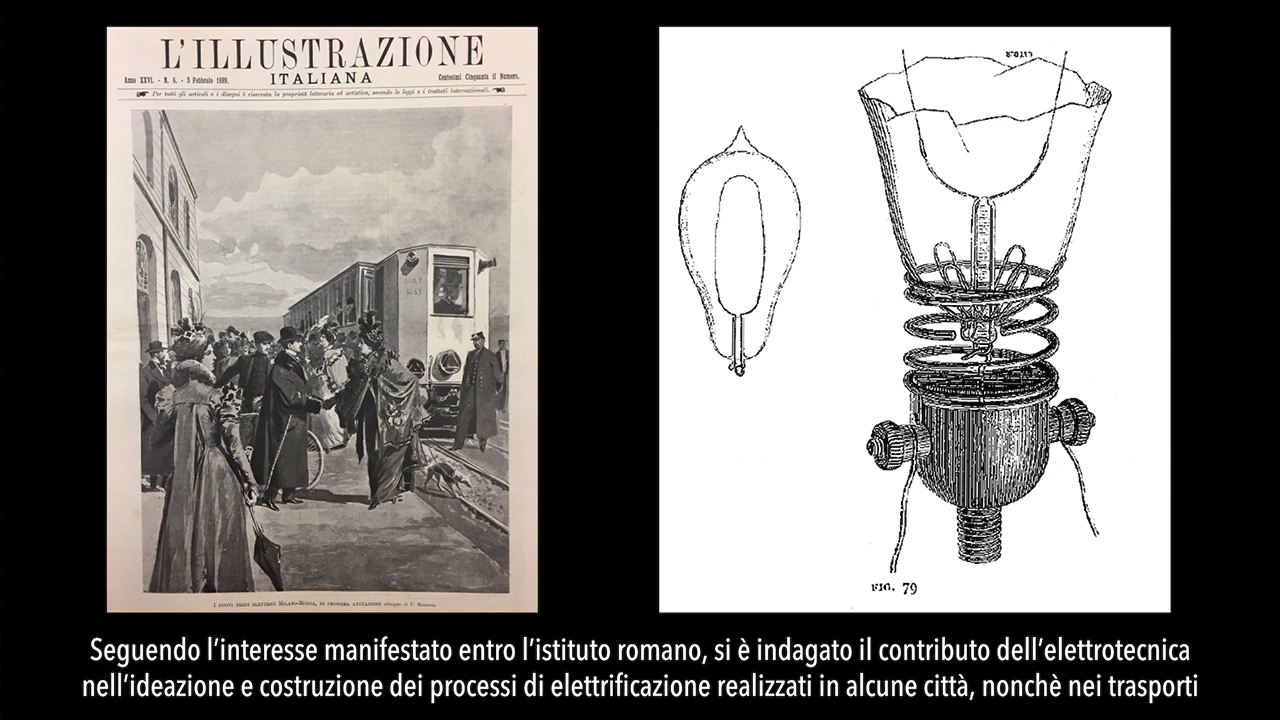 L'ILLUSTRAZIONE
ITALIANA
Anno XXVI. - N. 6. - 5 Febbraio 1899.
Centesimi Cinquanta il Numero.
Per tutti gli articoli e i disegni è riservata la proprietà letteraria ed artistica, secondo le leggi e i trattati internazionali.
I nuovi treni elettrici Milano-Monza, di prossima attuazione
FIG. 79
Seguendo l'interesse manifestato entro l'istituto romano, si è indagato il contributo dell'elettrotecnica
nell'ideazione e costruzione dei processi di elettrificazione realizzati in alcune città, nonchè nei trasporti